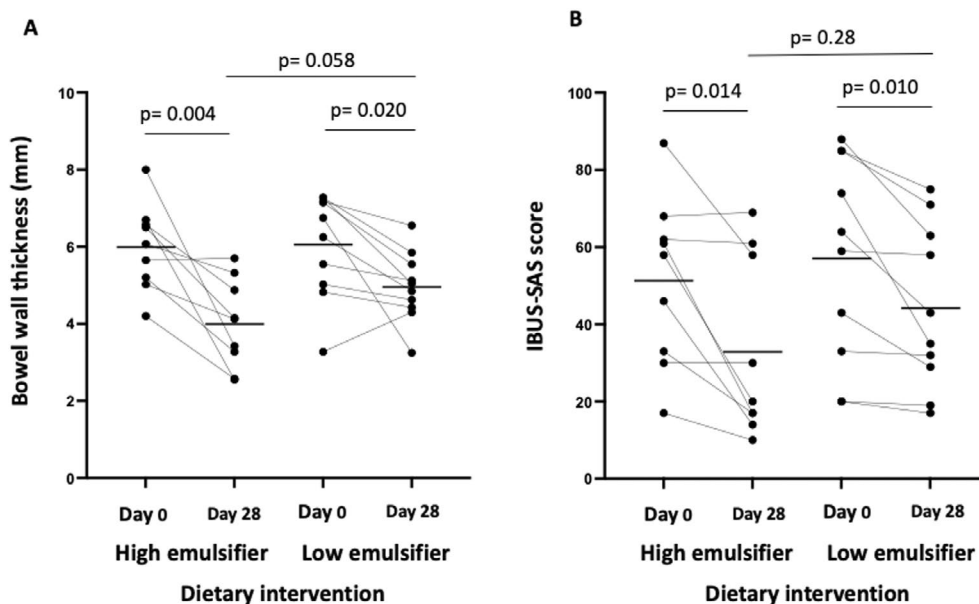 A
p= 0.058
p= 0.004
p= 0.020
Bowel wall thickness (mm)
10
8
6
4
2
0
Day 0
Day 28
Day 0
Day 28
High emulsifier
Low emulsifier
Dietary intervention
B
p= 0.28
p= 0.014
p= 0.010
IBUS-SAS score
100
80
60
40
20
0
Day 0
Day 28
Day 0
Day 28
High emulsifier
Low emulsifier
Dietary intervention